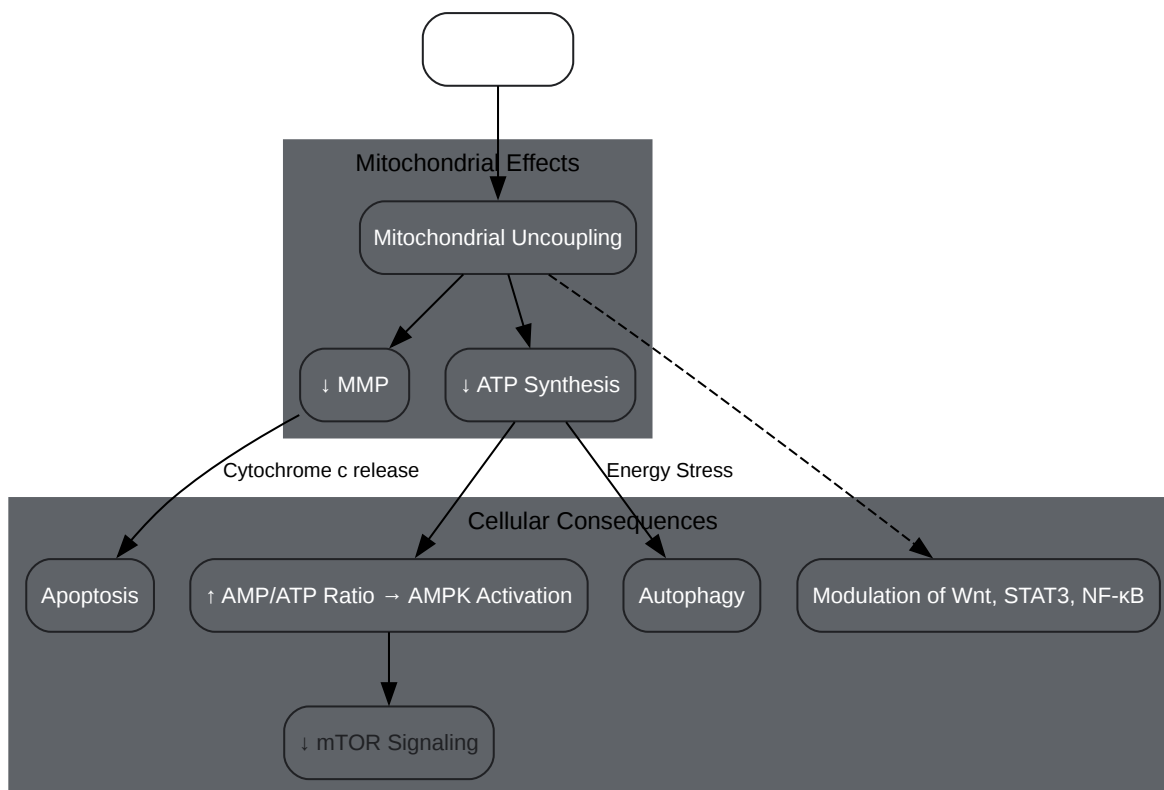 Mitochondrial Effects
Mitochondrial Uncoupling
↓ MMP
↓ ATP Synthesis
Cytochrome c release
Energy Stress
Cellular Consequences
Apoptosis
↑ AMP/ATP Ratio → AMPK Activation
Autophagy
Modulation of Wnt, STAT3, NF-κB
↓ mTOR Signaling